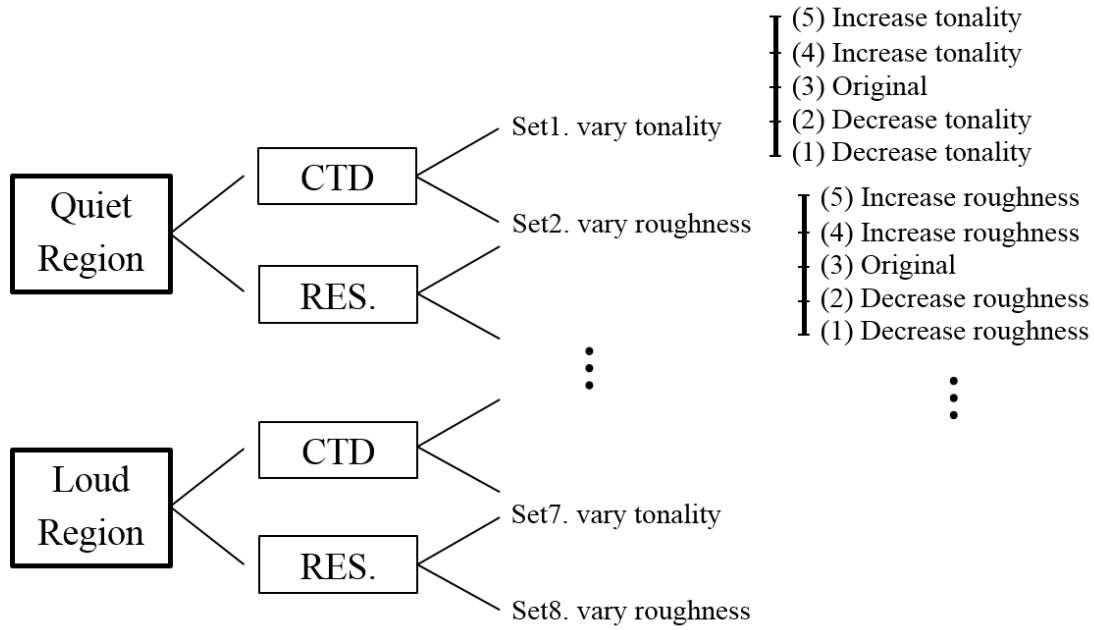 Quiet
Region
CTD
RES.
Set1. vary tonality
Set2. vary roughness
(5) Increase tonality
(4) Increase tonality
(3) Original
(2) Decrease tonality
(1) Decrease tonality
(5) Increase roughness
(4) Increase roughness
(3) Original
(2) Decrease roughness
(1) Decrease roughness
Loud
Region
CTD
RES.
Set7. vary tonality
Set8. vary roughness